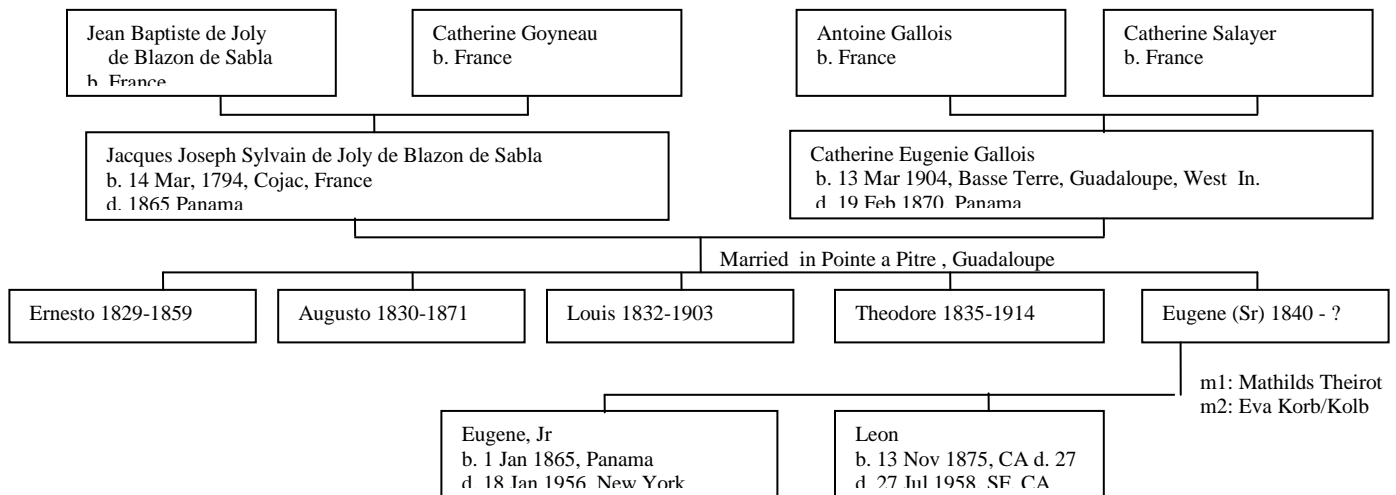 Jean Baptiste de Joly
de Blazon de Sabla
b. France
Catherine Goyneau
b. France
Antoine Gallois
b. France
Catherine Salayer
b. France
Jacques Joseph Sylvain de Joly de Blazon de Sabla
b. 14 Mar, 1794, Cojac, France
d. 1865 Panama
Catherine Eugenie Gallois
b. 13 Mar 1904, Basse Terre, Guadaloupe, West In.
d. 19 Feb 1870, Panama
Married in Pointe a Pitre , Guadaloupe
Ernesto 1829-1859
Augusto 1830-1871
Louis 1832-1903
Theodore 1835-1914
Eugene (Sr) 1840 - ?
m1: Mathilds Theirot
m2: Eva Korb/Kolb
Eugene, Jr
b. 1 Jan 1865, Panama
d. 18 Jan 1956, New York
Leon
b. 13 Nov 1875, CA d. 27
d. 27 Jul 1958, SF, CA